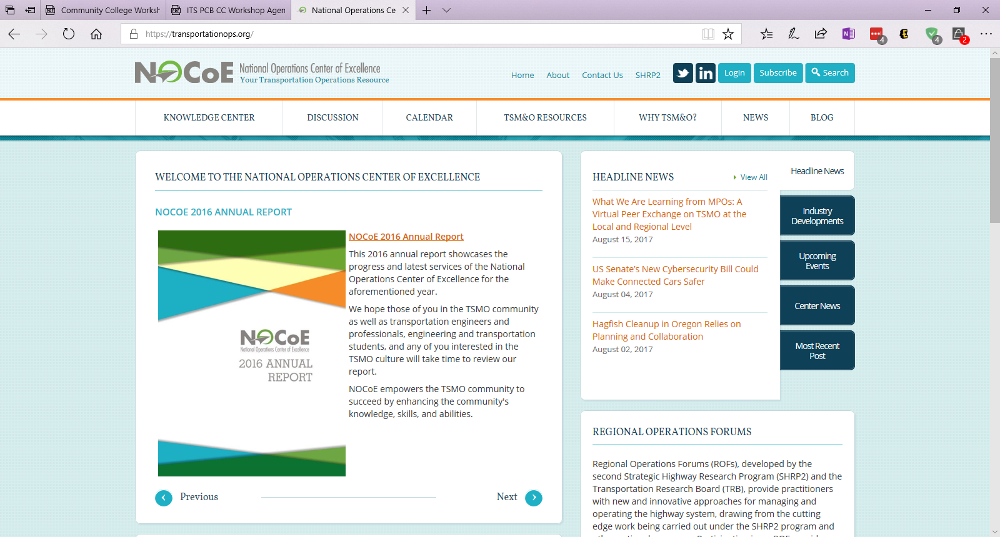 Community College Worksh
ITS PCB CC Workshop Agen
National Operations Ce
https://transportationops.org/
4
4
2
NOCoE National Operations Center of Excellence
Your Transportation Operations Resource
Home About Contact Us SHRP2 Login Subscribe Search
KNOWLEDGE CENTER DISCUSSION CALENDAR TSM&O RESOURCES WHY TSM&O? NEWS BLOG
WELCOME TO THE NATIONAL OPERATIONS CENTER OF EXCELLENCE
NOCOE 2016 ANNUAL REPORT
NOCoE
National Operations Center of Excellence
2016 ANNUAL
REPORT
NOCoE 2016 Annual Report
This 2016 annual report showcases the
progress and latest services of the National
Operations Center of Excellence for the
aforementioned year.
We hope those of you in the TSMO community
as well as transportation engineers and
professionals, engineering and transportation
students, and any of you interested in the
TSMO culture will take time to review our
report.
NOCoE empowers the TSMO community to
succeed by enhancing the community's
knowledge, skills, and abilities.
Previous
Next
HEADLINE NEWS
View All
What We Are Learning from MPOs: A
Virtual Peer Exchange on TSMO at the
Local and Regional Level
August 15, 2017
US Senate’s New Cybersecurity Bill Could
Make Connected Cars Safer
August 04, 2017
Hagfish Cleanup in Oregon Relies on
Planning and Collaboration
August 02, 2017
Headline News
Industry
Developments
Upcoming
Events
Center News
Most Recent
Post
REGIONAL OPERATIONS FORUMS
Regional Operations Forums (ROFs), developed by the
second Strategic Highway Research Program (SHRP2) and the
Transportation Research Board (TRB), provide practitioners
with new and innovative approaches for managing and
operating the highway system, drawing from the cutting
edge work being carried out under the SHRP2 program and